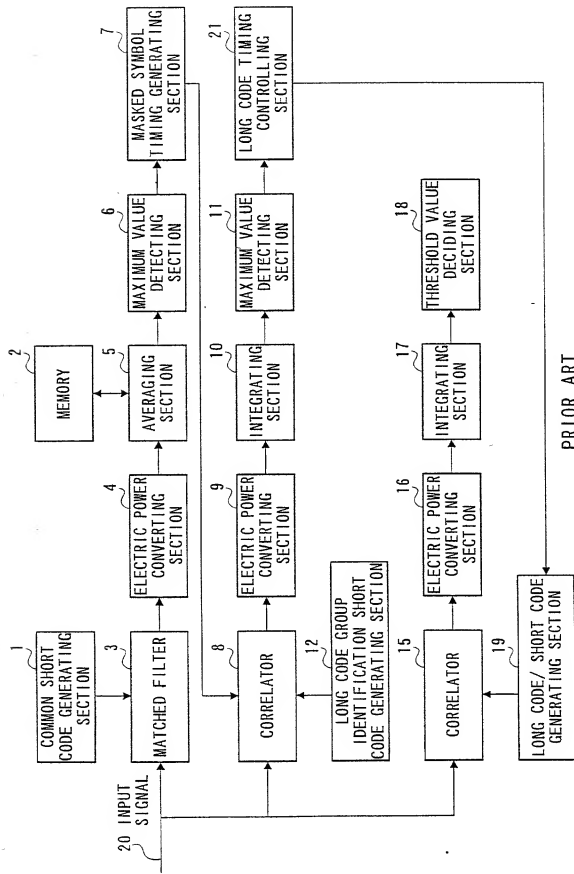 1
COMMON SHORT
CODE GENERATING
SECTION
2
MEMORY
20 INPUT
SIGNAL
3
MATCHED FILTER
4
ELECTRIC POWER
CONVERTING
SECTION
5
AVERAGING
SECTION
6
MAXIMUM VALUE
DETECTING
SECTION
7
MASKED SYMBOL
TIMING GENERATING
SECTION
8
CORRELATOR
9
ELECTRIC POWER
CONVERTING
SECTION
10
INTEGRATING
SECTION
11
MAXIMUM VALUE
DETECTING
SECTION
21
LONG CODE TIMING
CONTROLLING
SECTION
12
LONG CODE GROUP
IDENTIFICATION SHORT
CODE GENERATING SECTION
15
CORRELATOR
16
ELECTRIC POWER
CONVERTING
SECTION
17
INTEGRATING
SECTION
18
THRESHOLD VALUE
DECIDING
SECTION
19
LONG CODE/ SHORT CODE
GENERATING SECTION
PRIOR ART